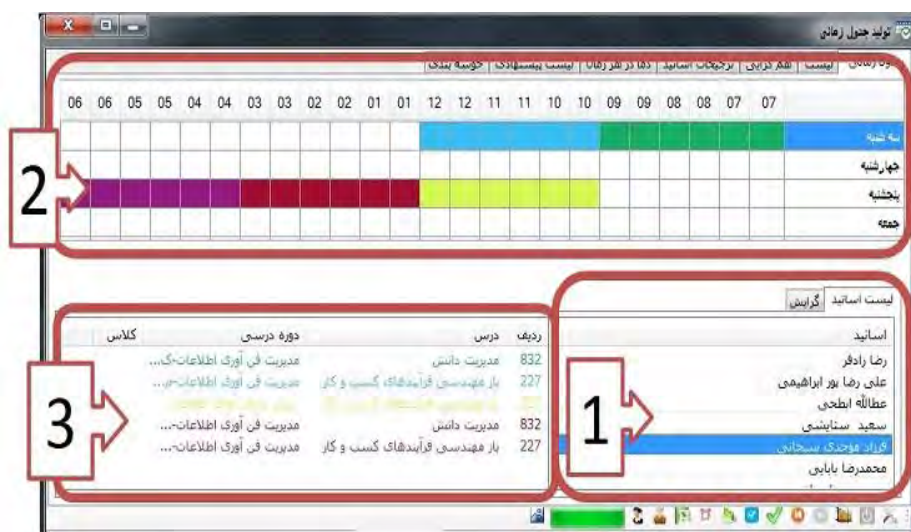 تولید جدول زمانی
لیست هم گرایی ترجیحات اساتید لیست پیشنهادی خوشه بندی
06 06 05 05 04 04 03 03 02 02 01 01 12 12 11 11 10 10 09 09 08 08 07 07
سه شنبه
چهارشنبه
پنجشنبه
جمعه
2
لیست اساتید گرایش
اساتید
رضا رادفر
علی رضا پور ابراهیمی
عطاالله ابطحی
سعید ستایشی
فرزاد موحدی سبحانی
محمدرضا بابایی
1
ردیف درس دوره درسی کلاس
832 مدیریت دانش مدیریت فن آوری اطلاعات-گ...
227 باز مهندسی فرآیندهای کسب و کار مدیریت فن آوری اطلاعات-...
832 مدیریت دانش مدیریت فن آوری اطلاعات-...
227 باز مهندسی فرآیندهای کسب و کار مدیریت فن آوری اطلاعات-...
3